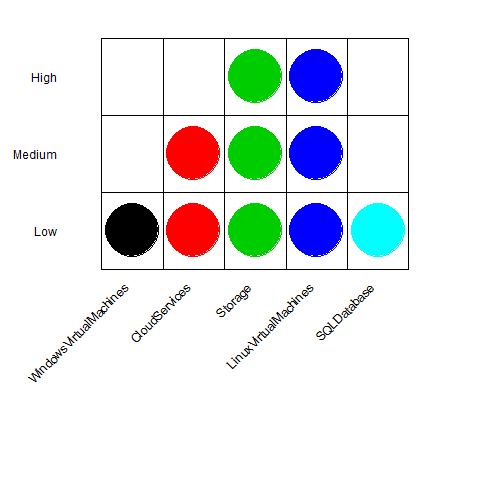 High
Medium
Low
WindowsVirtualMachines
CloudServices
Storage
LinuxVirtualMachines
SQLDatabase